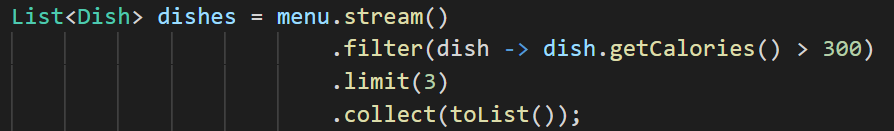 List<Dish> dishes = menu.stream()
.filter(dish -> dish.getCalories() > 300)
.limit(3)
.collect(toList());